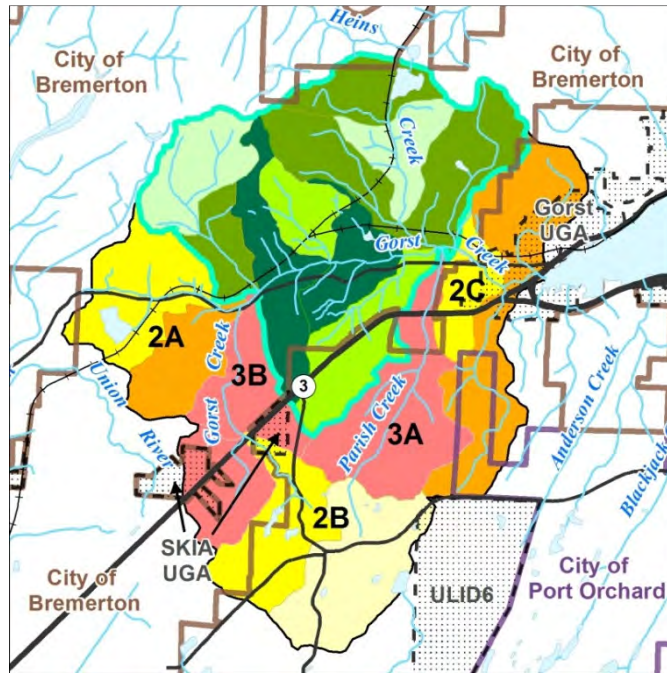 Heins
Creek
City of
Bremerton
City of
Bremerton
Gorst
UGA
Gorst
Creek
2C
2A
Creek
Gorst
3B
3
Union
River
Parish Creek
3A
Anderson Creek
2B
SKIA
UGA
City of
Bremerton
ULID6
City of
Port Orchard